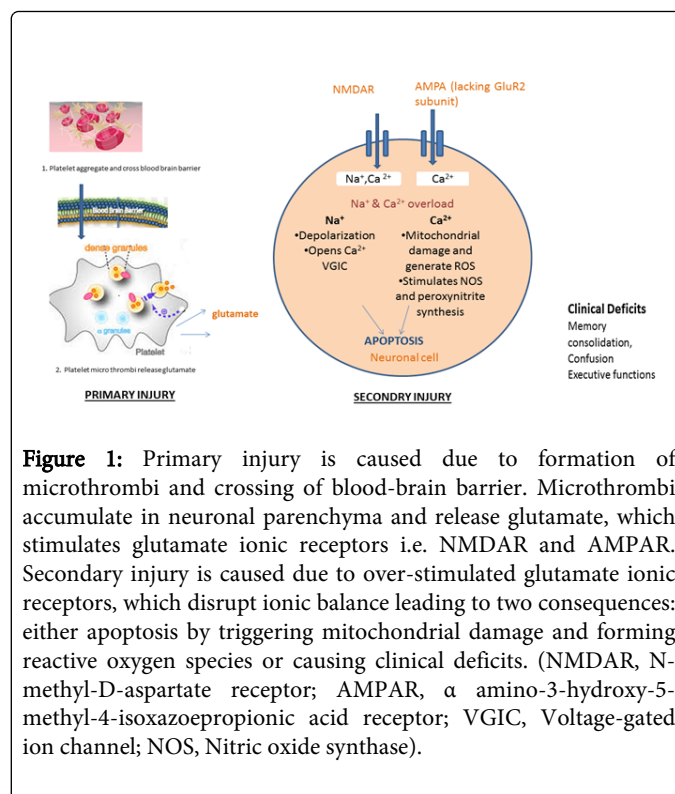 NMDAR
AMPA (lacking GluR2
subunit)
1. Platelet aggregate and cross blood brain barrier
Blood brain barrier
dense granules
α granules
Platelet
glutamate
2. Platelet micro thrombi release glutamate
PRIMARY INJURY
Na⁺,Ca ²⁺
Ca²⁺
Na⁺ & Ca²⁺ overload
Na⁺
•Depolarization
•Opens Ca²⁺
VGIC
Ca²⁺
•Mitochondrial
damage and
generate ROS
•Stimulates NOS
and peroxynitrite
synthesis
APOPTOSIS
Neuronal cell
SECONDRY INJURY
Clinical Deficits
Memory
consolidation,
Confusion
Executive functions
Figure 1: Primary injury is caused due to formation of
microthrombi and crossing of blood-brain barrier. Microthrombi
accumulate in neuronal parenchyma and release glutamate, which
stimulates glutamate ionic receptors i.e. NMDAR and AMPAR.
Secondary injury is caused due to over-stimulated glutamate ionic
receptors, which disrupt ionic balance leading to two consequences:
either apoptosis by triggering mitochondrial damage and forming
reactive oxygen species or causing clinical deficits. (NMDAR, N-
methyl-D-aspartate receptor; AMPAR, α amino-3-hydroxy-5-
methyl-4-isoxazoepropionic acid receptor; VGIC, Voltage-gated
ion channel; NOS, Nitric oxide synthase).